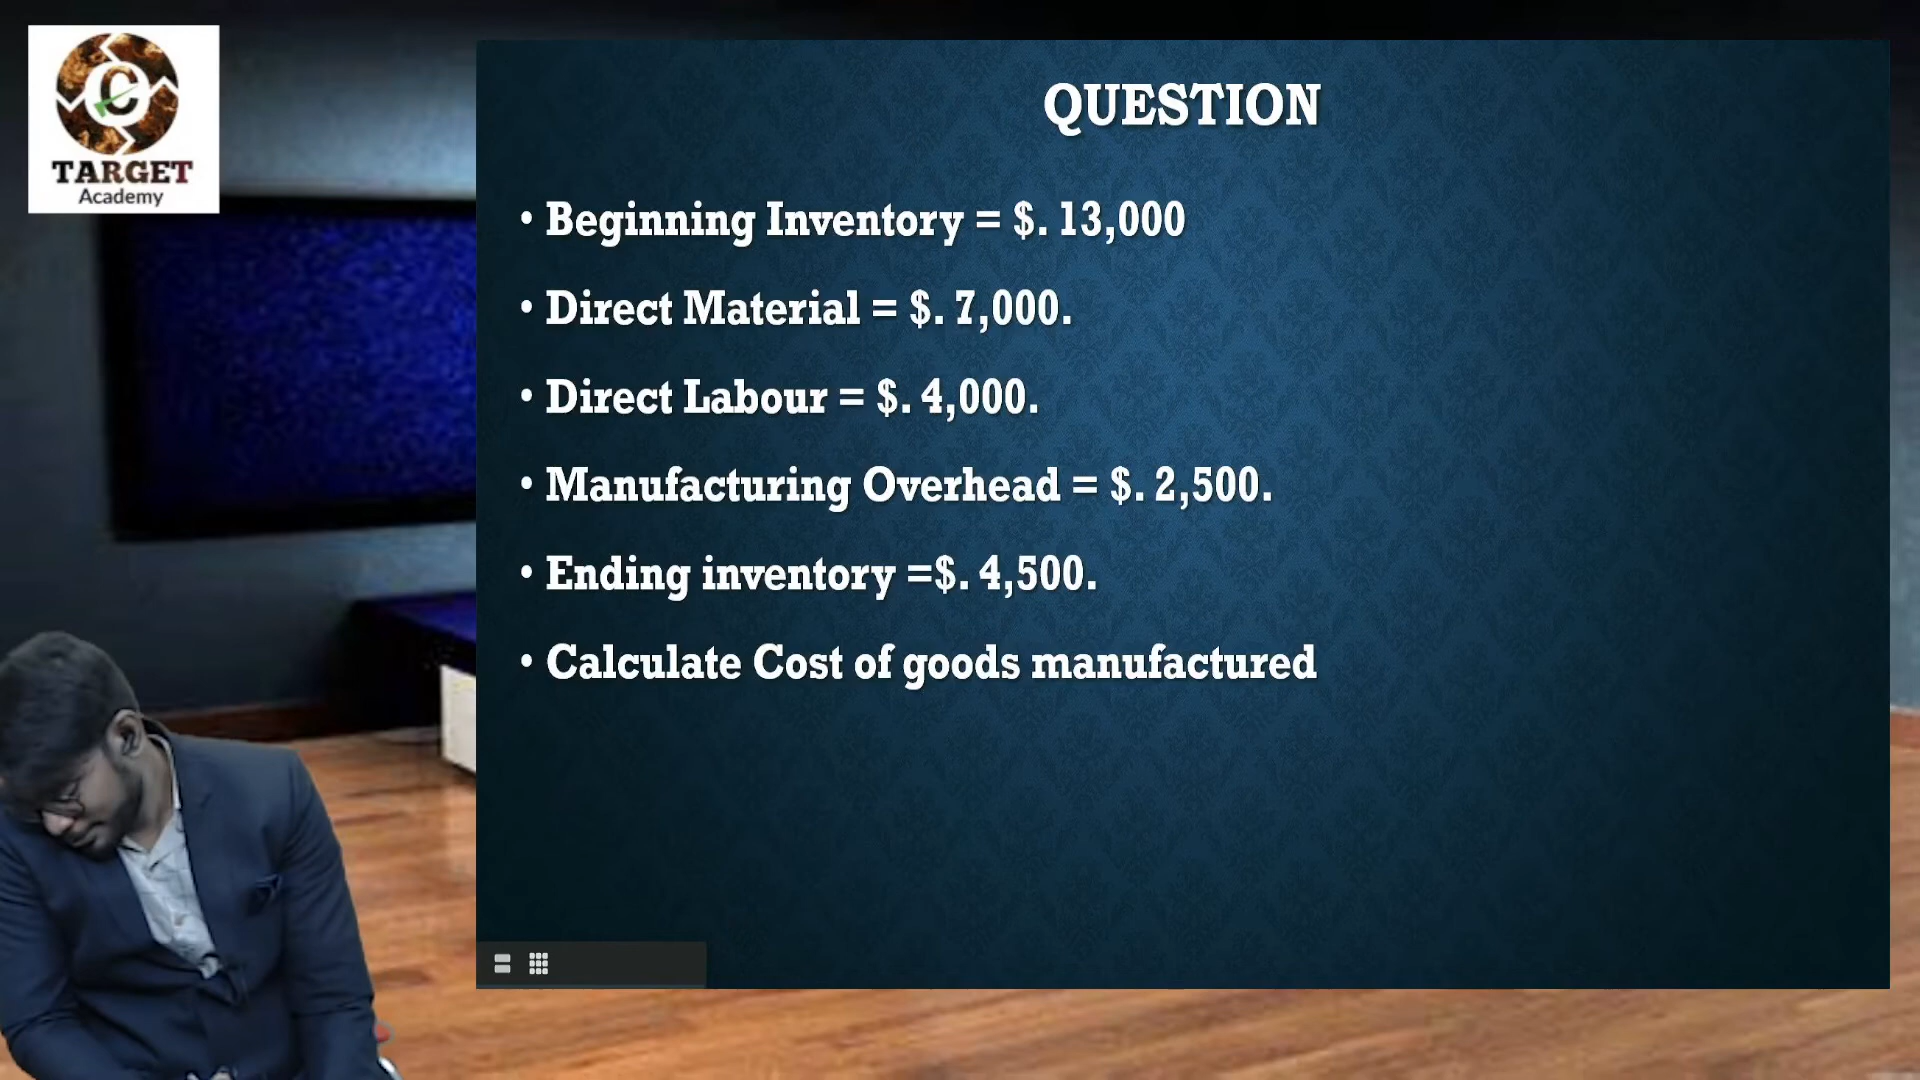 TARGET
Academy
QUESTION
• Beginning Inventory = $. 13,000
• Direct Material = $. 7,000.
• Direct Labour = $. 4,000.
• Manufacturing Overhead = $. 2,500.
• Ending inventory =$. 4,500.
• Calculate Cost of goods manufactured